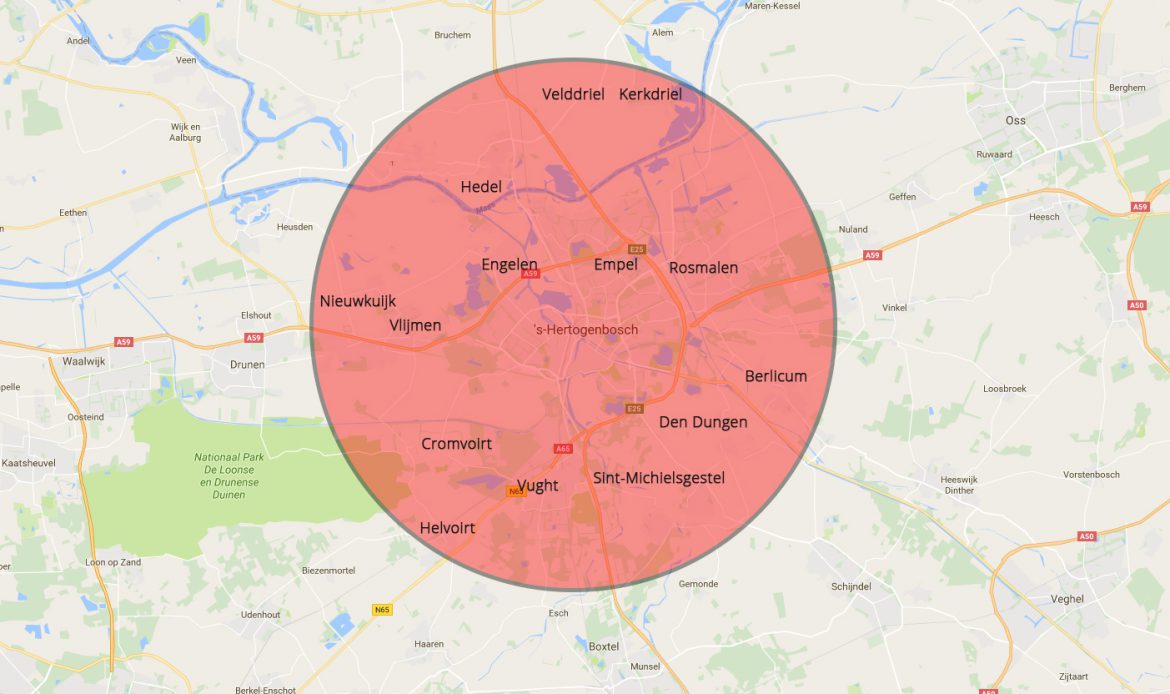 Maren-Kessel
Andel
Bruchem
Alem
Veen
Berghem
Velddriel
Kerkdriel
Oss
Wijk en
Aalburg
Ruwaard
Hedel
Maas
Geffen
A59
Eethen
Heesch
Heusden
Nuland
E25
A59
Engelen
Empel
Rosmalen
A59
Nieuwkuijk
A50
Vinkel
Elshout
Vlijmen
's-Hertogenbosch
A59
A59
Waalwijk
Drunen
Berlicum
apelle
Loosbroek
E25
Oosteind
Den Dungen
Cromvoirt
A65
Nationaal Park
De Loonse
en Drunense
Duinen
Kaatsheuvel
Sint-Michielsgestel
Vorstenbosch
Vught
N65
Heeswijk
Dinther
Helvoirt
A50
Loon op Zand
Biezenmortel
Gemonde
Schijndel
Veghel
N65
Udenhout
Esch
Haaren
Boxtel
Munsel
Zijtaart
Berkel-Enschot
A50